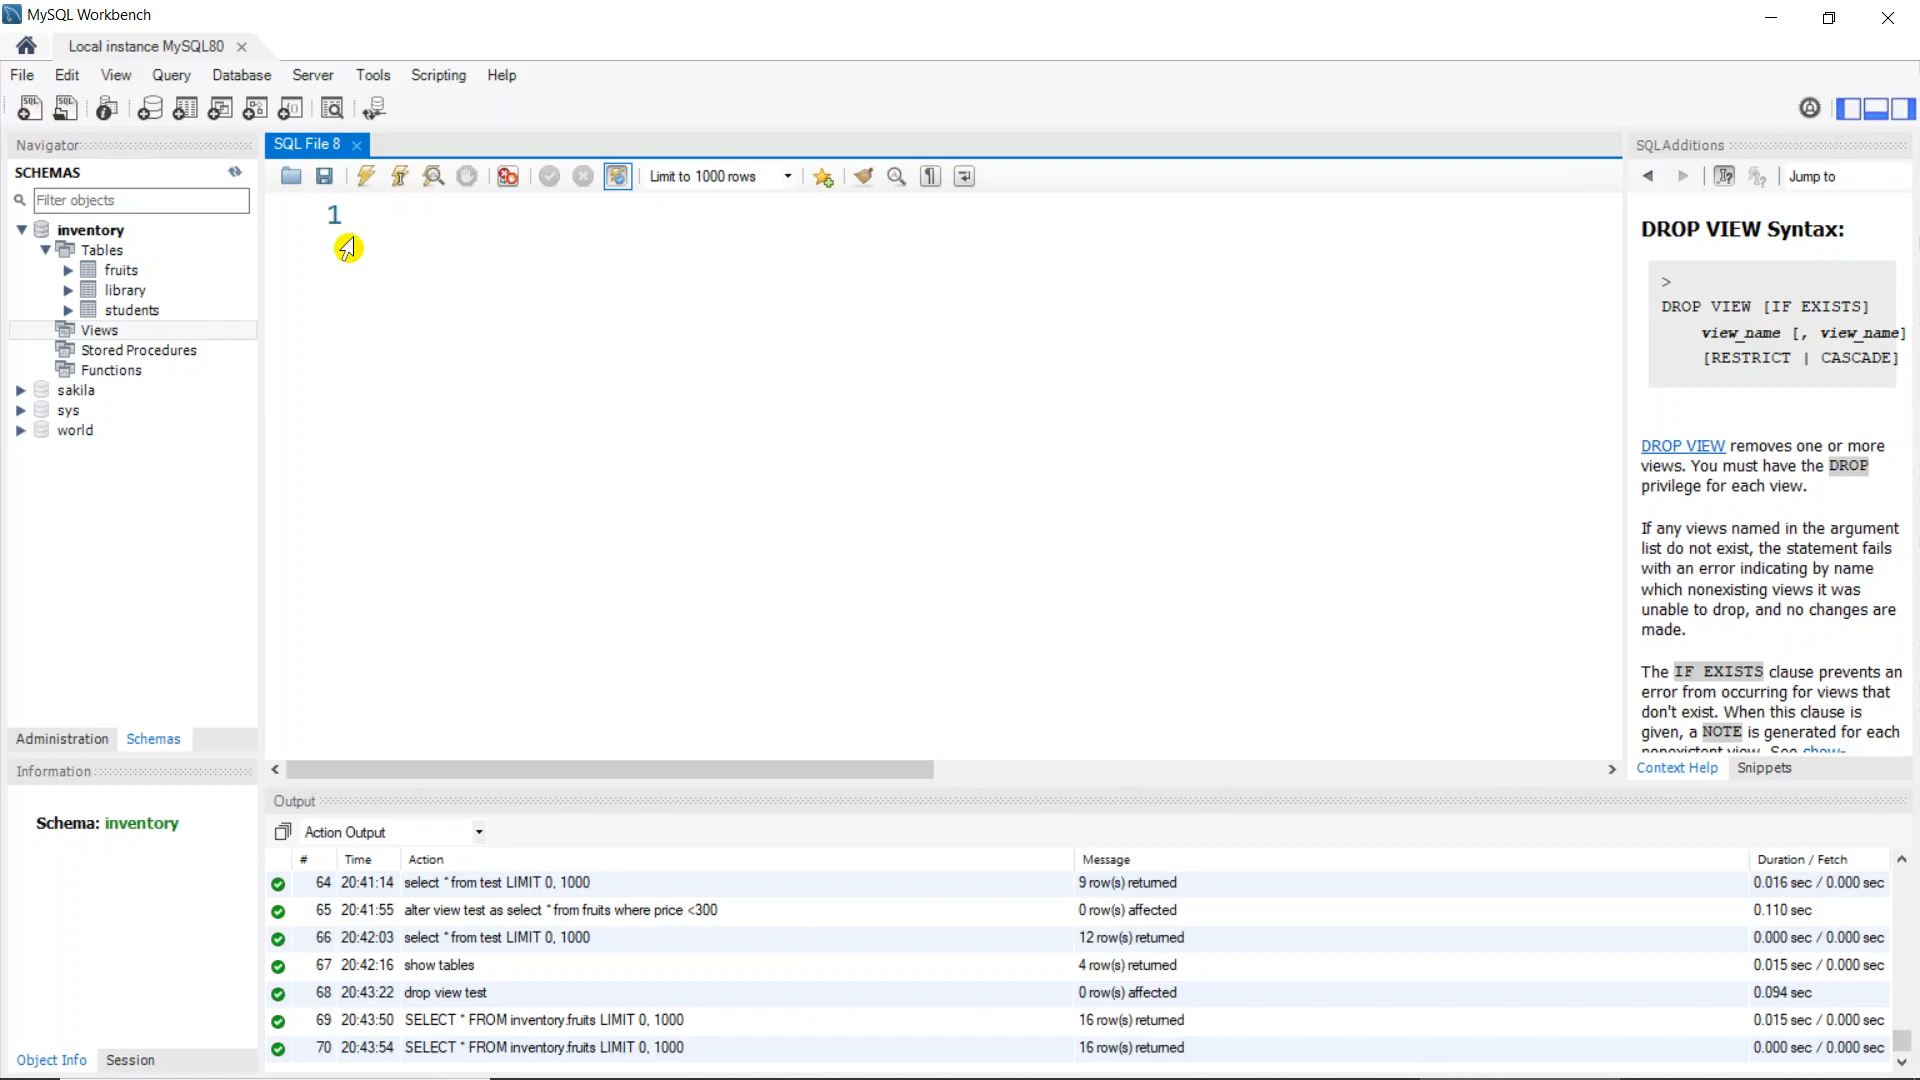 MySQL Workbench
Local instance MySQL80
File Edit View Query Database Server Tools Scripting Help
Navigator
SCHEMAS
Filter objects
inventory
Tables
fruits
library
students
Views
Stored Procedures
Functions
sakila
sys
world
Administration Schemas
Information
Schema: inventory
Object Info Session
SQL File 8
Limit to 1000 rows
1
SQLAdditions
Jump to
DROP VIEW Syntax:
>
DROP VIEW [IF EXISTS]
view_name [, view_name]
[RESTRICT | CASCADE]
DROP VIEW removes one or more
views. You must have the DROP
privilege for each view.
If any views named in the argument
list do not exist, the statement fails
with an error indicating by name
which nonexisting views it was
unable to drop, and no changes are
made.
The IF EXISTS clause prevents an
error from occurring for views that
don't exist. When this clause is
given, a NOTE is generated for each
nonexistent view. See
Context Help Snippets
Output
Action Output
# Time Action Message Duration / Fetch
64 20:41:14 select * from test LIMIT 0, 1000 9 row(s) returned 0.016 sec / 0.000 sec
65 20:41:55 alter view test as select * from fruits where price <300 0 row(s) affected 0.110 sec
66 20:42:03 select * from test LIMIT 0, 1000 12 row(s) returned 0.000 sec / 0.000 sec
67 20:42:16 show tables 4 row(s) returned 0.015 sec / 0.000 sec
68 20:43:22 drop view test 0 row(s) affected 0.094 sec
69 20:43:50 SELECT * FROM inventory.fruits LIMIT 0, 1000 16 row(s) returned 0.015 sec / 0.000 sec
70 20:43:54 SELECT * FROM inventory.fruits LIMIT 0, 1000 16 row(s) returned 0.000 sec / 0.000 sec